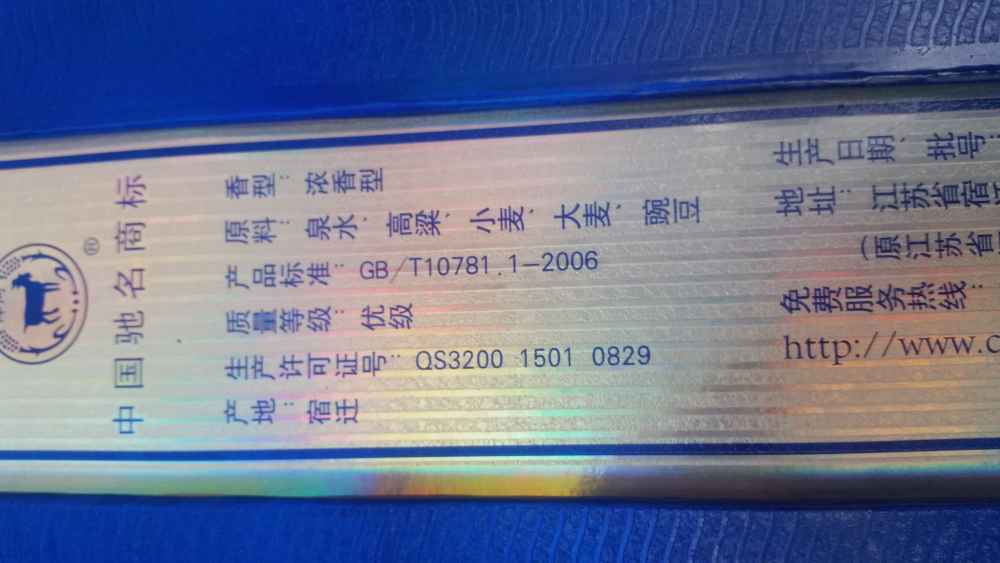 ®
中国驰名商标
香型：浓香型
原料：泉水、高粱、小麦、大麦、豌豆
产品标准：GB/T10781.1-2006
质量等级：优级
生产许可证号：QS3200 1501 0829
产地：宿迁
生产日期、批号：
地址：江苏省宿
（原江苏省
免费服务热线：
http://www.c